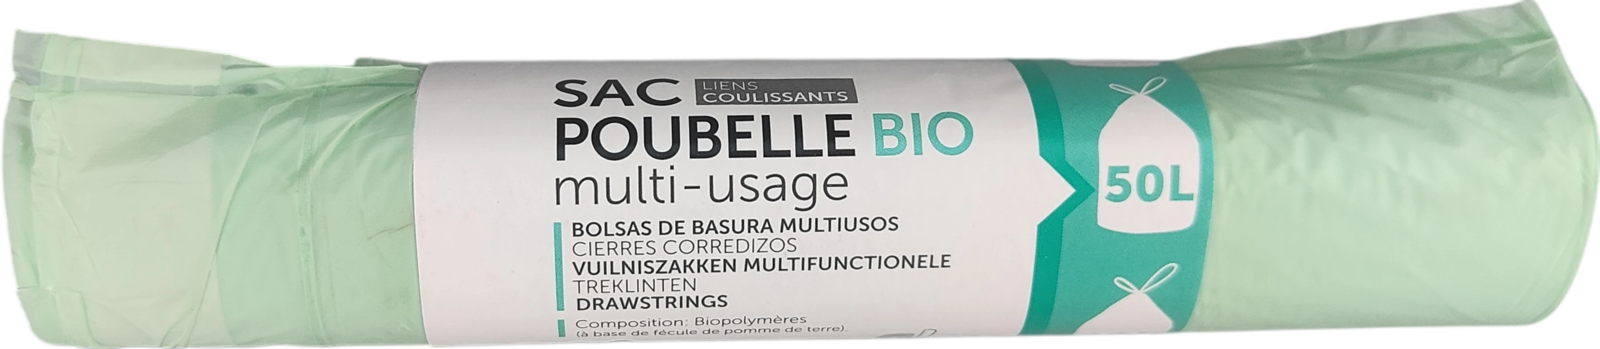 SAC LIENS COULISSANTS
POUBELLE BIO
multi-usage
BOLSAS DE BASURA MULTIUSOS
CIERRES CORREDIZOS
VUILNISZAKKEN MULTIFUNCTIONELE
TREKLINTEN
DRAWSTRINGS
Composition: Biopolymères
(à base de fécule de pomme de terre).
50L